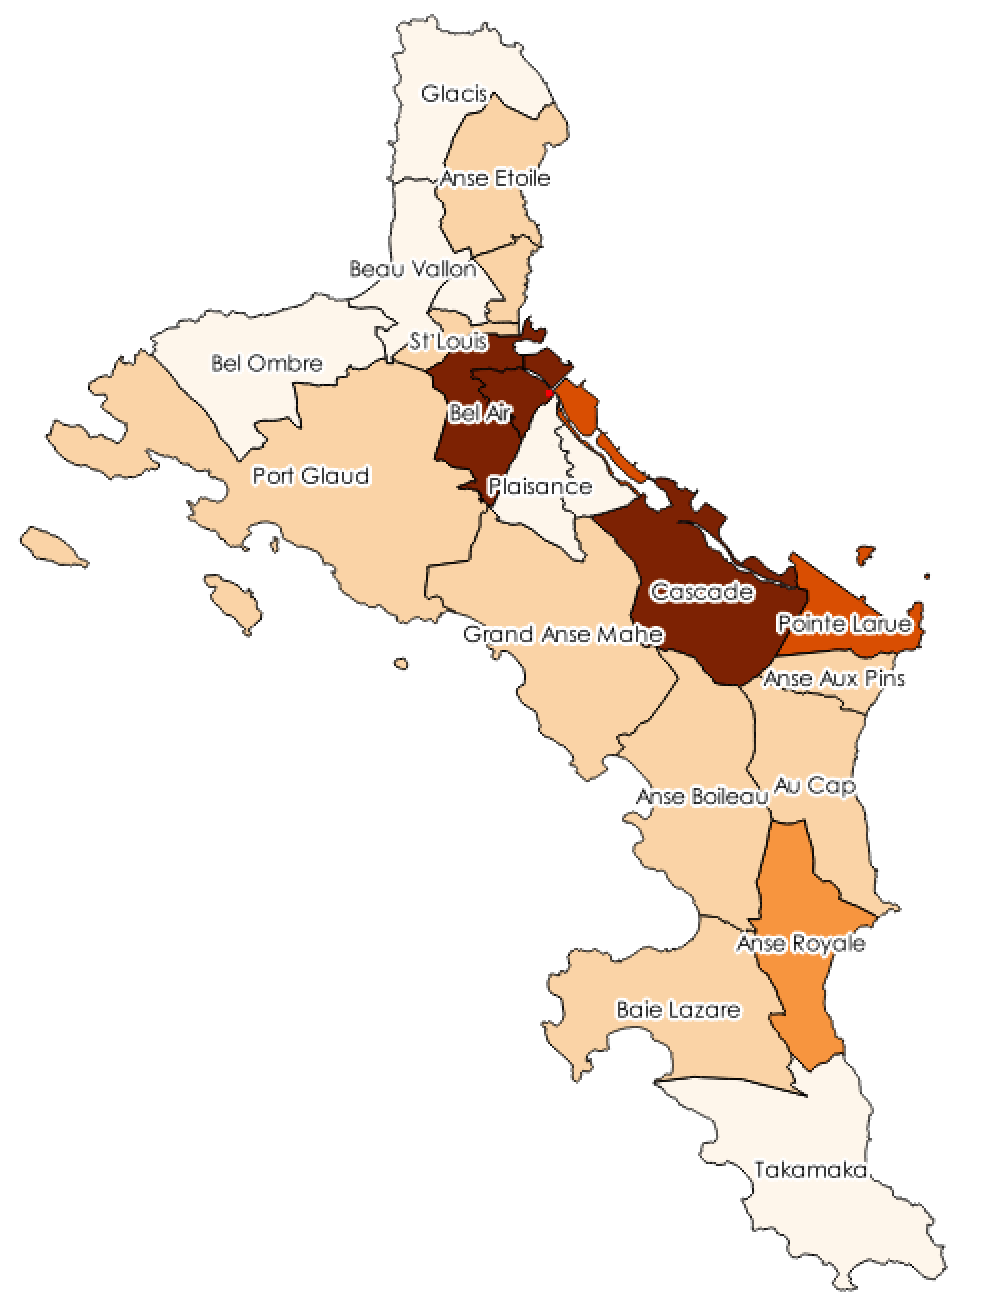 Glacis
Anse Etoile
Beau Vallon
St Louis
Bel Ombre
Bel Air
Port Glaud
Plaisance
Cascade
Pointe Larue
Grand Anse Mahe
Anse Aux Pins
Au Cap
Anse Boileau
Anse Royale
Baie Lazare
Takamaka